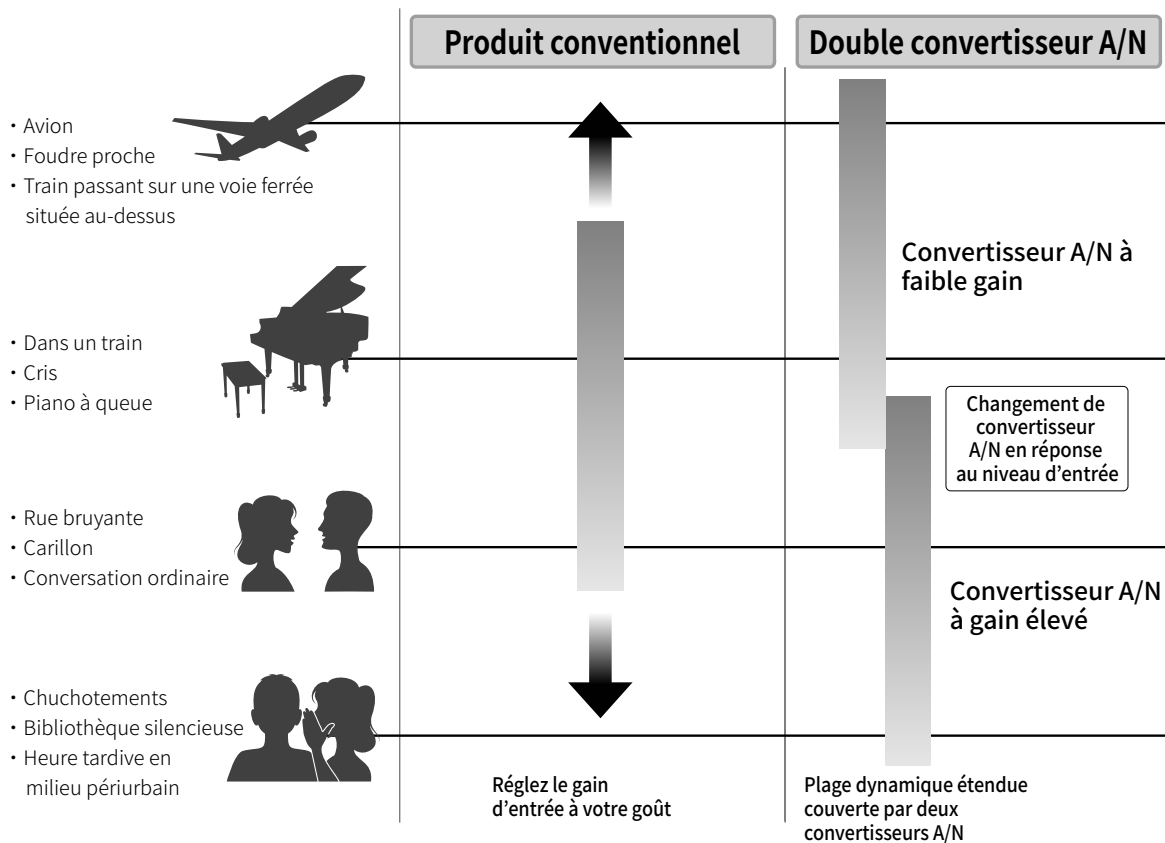 Produit conventionnel
Double convertisseur A/N
・Avion
・Foudre proche
・Train passant sur une voie ferrée
située au-dessus
Convertisseur A/N à
faible gain
・Dans un train
・Cris
・Piano à queue
Changement de
convertisseur
A/N en réponse
au niveau d’entrée
・Rue bruyante
・Carillon
・Conversation ordinaire
Convertisseur A/N
à gain élevé
・Chuchotements
・Bibliothèque silencieuse
・Heure tardive en
milieu périurbain
Réglez le gain
d’entrée à votre goût
Plage dynamique étendue
couverte par deux
convertisseurs A/N